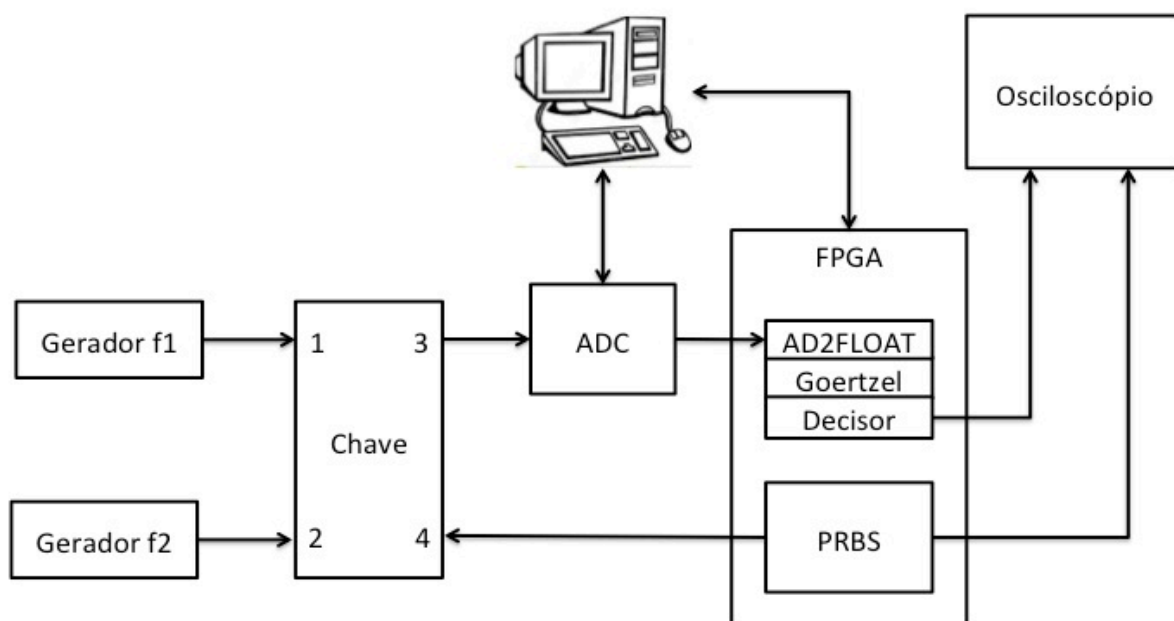 Osciloscópio
FPGA
Gerador f1
1
3
ADC
AD2FLOAT
Goertzel
Decisor
Chave
Gerador f2
2
4
PRBS